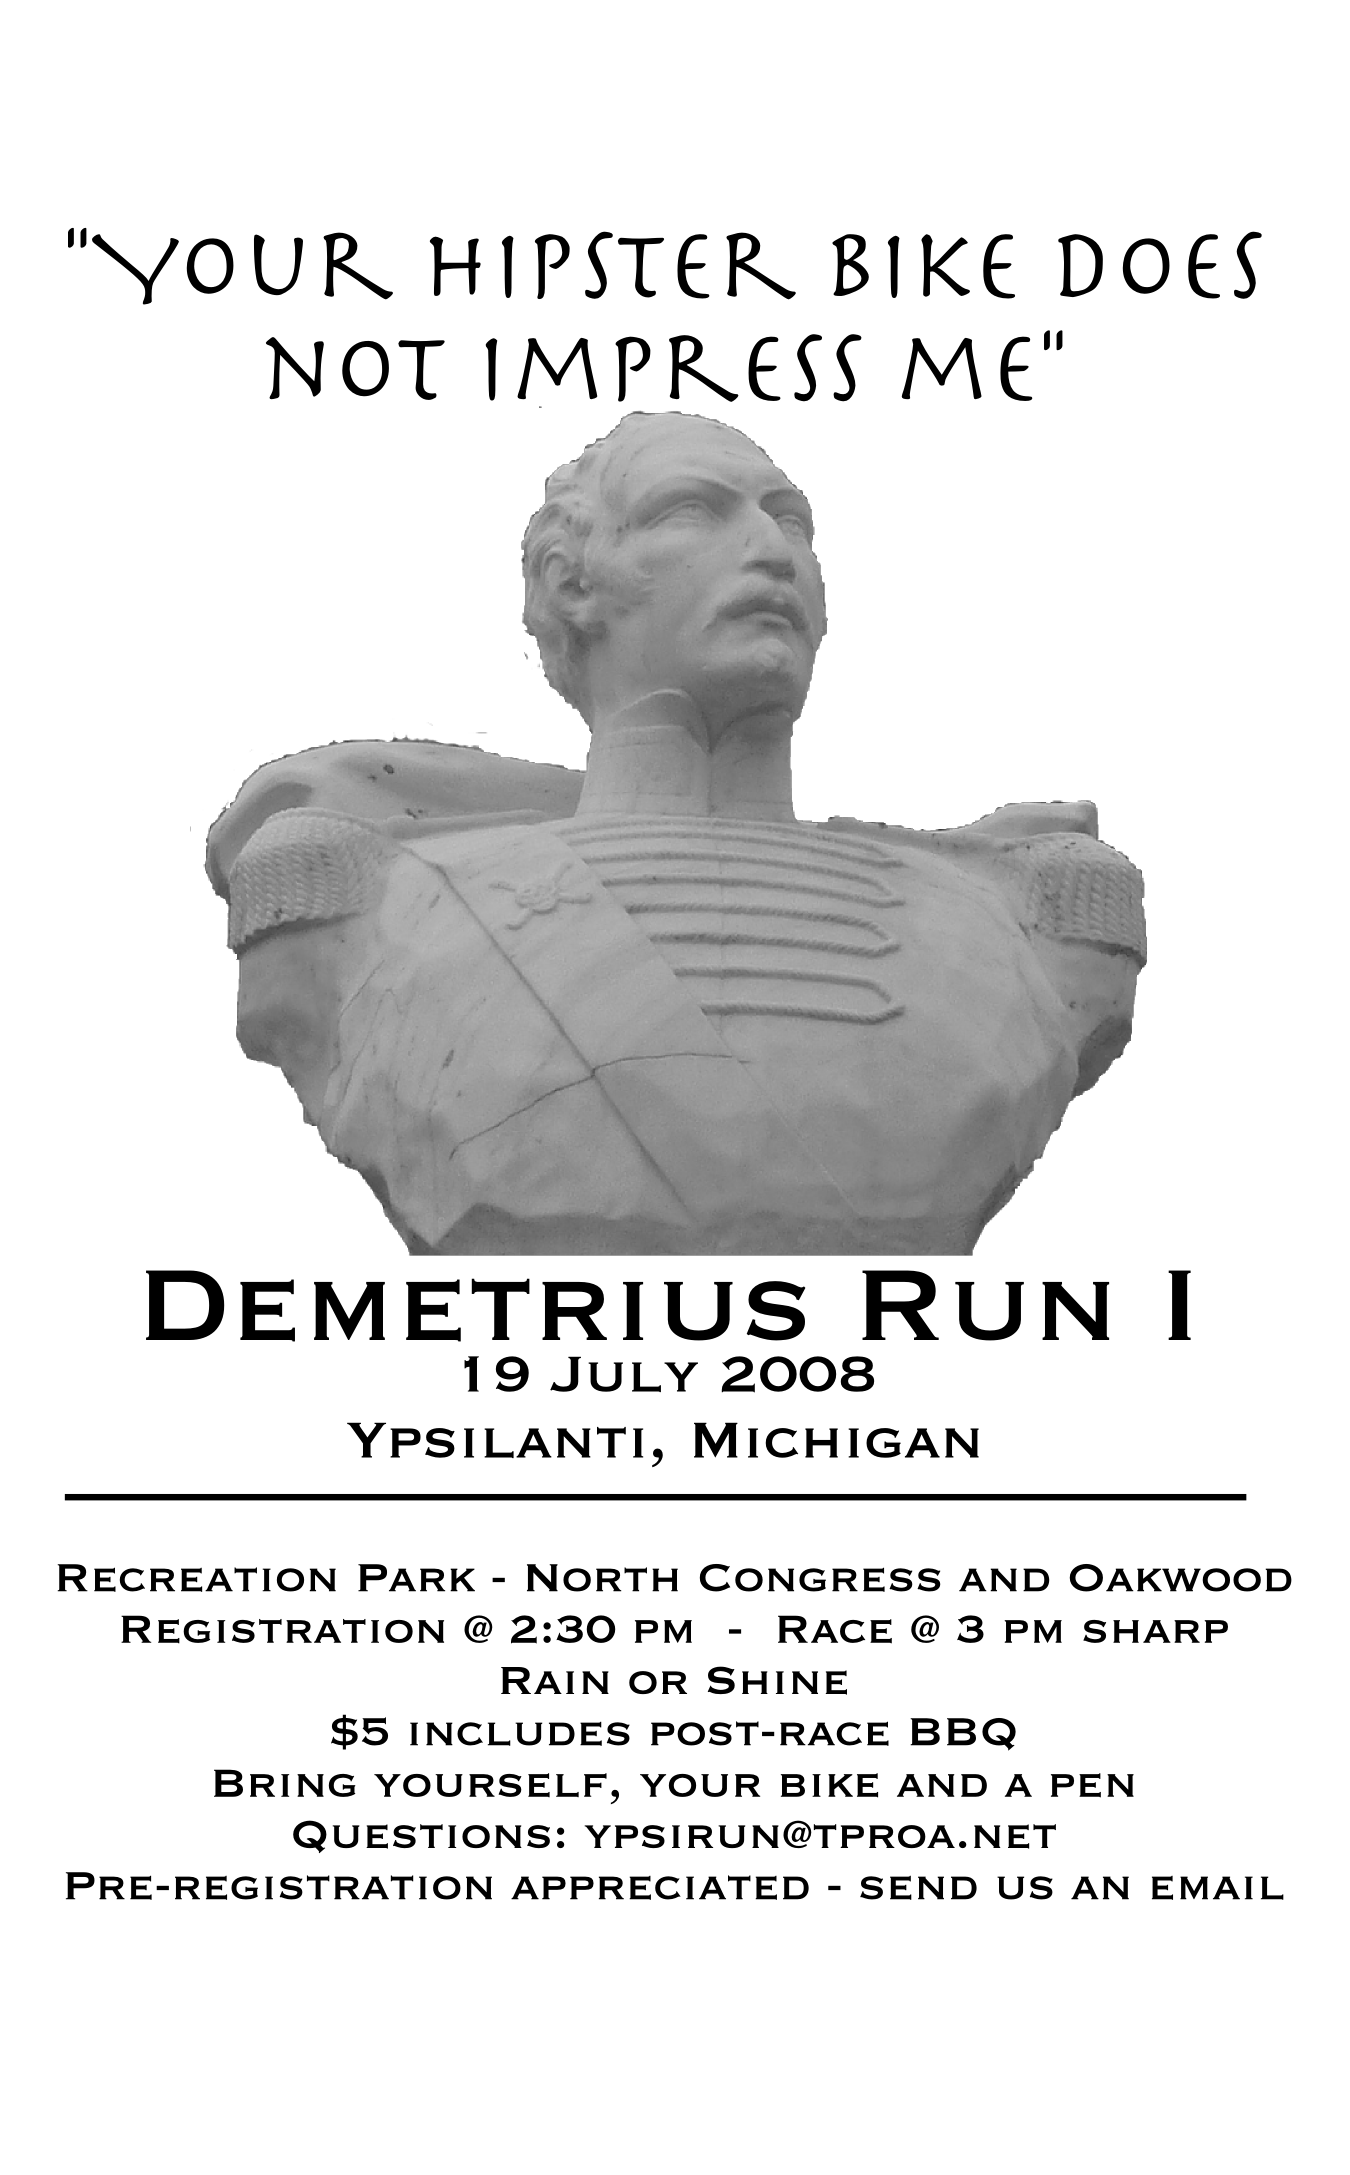 "Your hipster bike does
not impress me"
Demetrius Run I
19 July 2008
Ypsilanti, Michigan
Recreation Park - North Congress and Oakwood
Registration @ 2:30 pm - Race @ 3 pm sharp
Rain or Shine
$5 includes post-race BBQ
Bring yourself, your bike and a pen
Questions: ypsirun@tproa.net
Pre-registration appreciated - send us an email